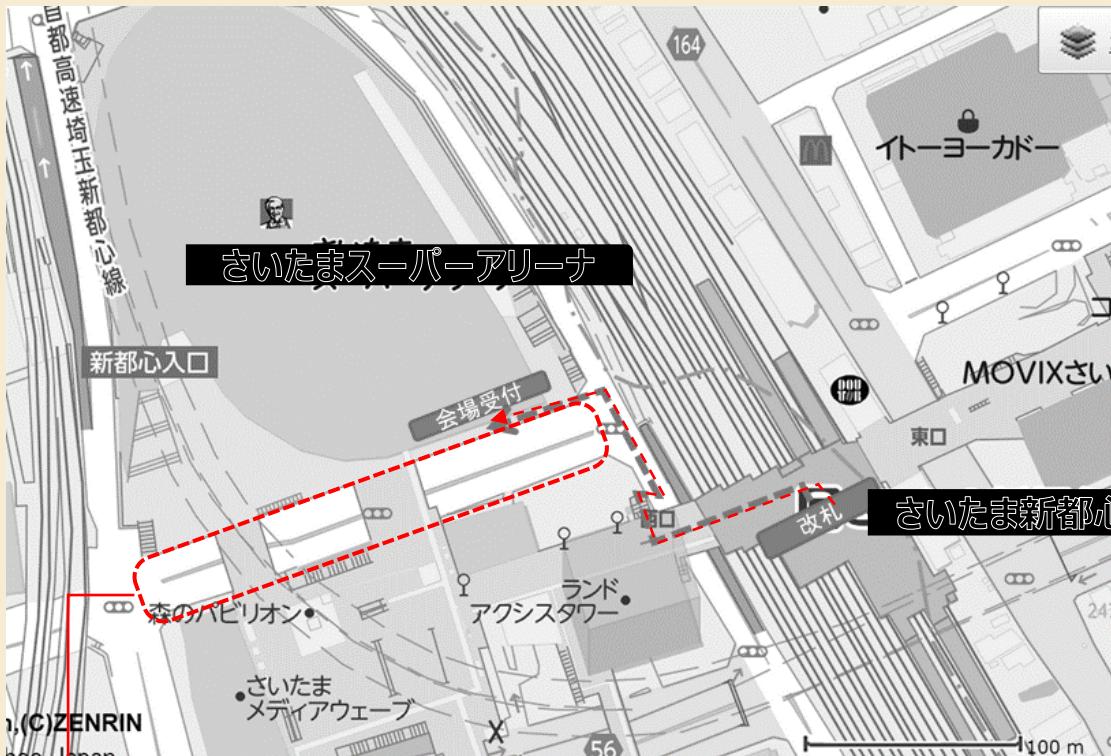 首都高速埼玉新都心線
164
イトーヨーカドー
さいたまスーパーアリーナ
新都心入口
会場受付
MOVIXさい
東口
さいたま新都心
改札
西口
ランド
アクシスタワー
森のパビリオン
さいたま
メディアウェーブ
,(C)ZENRIN
Japan
56
100 m